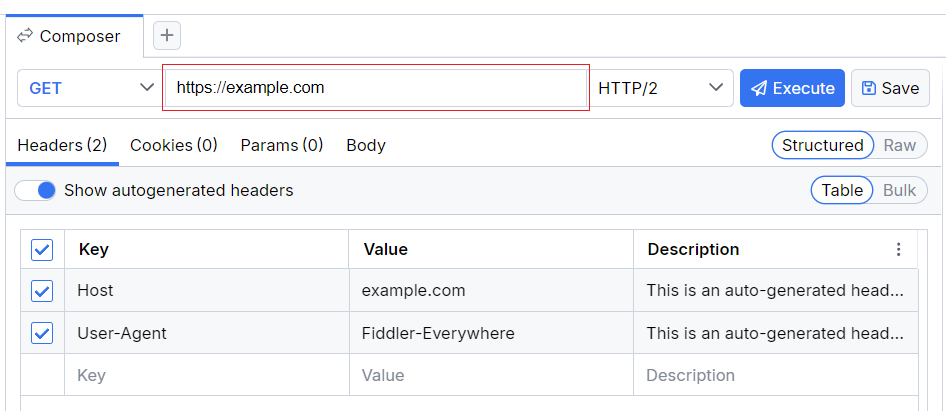 Composer
GET https://example.com HTTP/2 Execute Save
Headers (2) Cookies (0) Params (0) Body Structured Raw
Show autogenerated headers Table Bulk
Key Value Description
Host example.com This is an auto-generated head...
User-Agent Fiddler-Everywhere This is an auto-generated head...
Key Value Description